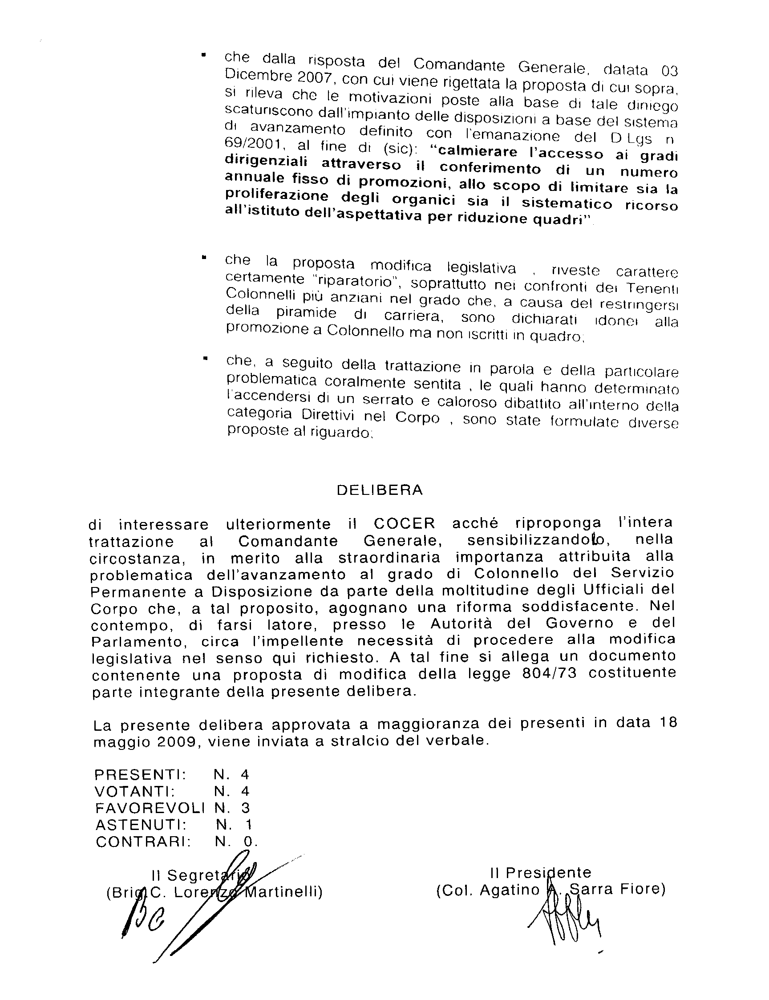 ▪ che dalla risposta del Comandante Generale, datata 03
Dicembre 2007, con cui viene rigettata la proposta di cui sopra,
si rileva che le motivazioni poste alla base di tale diniego
scaturiscono dall'impianto delle disposizioni a base del sistema
di avanzamento definito con l'emanazione del D Lgs n
69/2001, al fine di (sic): "calmierare l'accesso ai gradi
dirigenziali attraverso il conferimento di un numero
annuale fisso di promozioni, allo scopo di limitare sia la
proliferazione degli organici sia il sistematico ricorso
all'istituto dell'aspettativa per riduzione quadri"
▪ che la proposta modifica legislativa , riveste carattere
certamente "riparatorio", soprattutto nei confronti dei Tenenti
Colonnelli più anziani nel grado che, a causa del restringersi
della piramide di carriera, sono dichiarati idonei alla
promozione a Colonnello ma non iscritti in quadro;
▪ che, a seguito della trattazione in parola e della particolare
problematica coralmente sentita , le quali hanno determinato
l'accendersi di un serrato e caloroso dibattito all'interno della
categoria Direttivi nel Corpo , sono state formulate diverse
proposte al riguardo;
DELIBERA
di interessare ulteriormente il COCER acché riproponga l'intera
trattazione al Comandante Generale, sensibilizzandolo, nella
circostanza, in merito alla straordinaria importanza attribuita alla
problematica dell'avanzamento al grado di Colonnello del Servizio
Permanente a Disposizione da parte della moltitudine degli Ufficiali del
Corpo che, a tal proposito, agognano una riforma soddisfacente. Nel
contempo, di farsi latore, presso le Autorità del Governo e del
Parlamento, circa l'impellente necessità di procedere alla modifica
legislativa nel senso qui richiesto. A tal fine si allega un documento
contenente una proposta di modifica della legge 804/73 costituente
parte integrante della presente delibera.
La presente delibera approvata a maggioranza dei presenti in data 18
maggio 2009, viene inviata a stralcio del verbale.
PRESENTI: N. 4
VOTANTI: N. 4
FAVOREVOLI N. 3
ASTENUTI: N. 1
CONTRARI: N. 0.
Il Segretario
(Brig.C. Lorenzo Martinelli)
Il Presidente
(Col. Agatino A. Sarra Fiore)